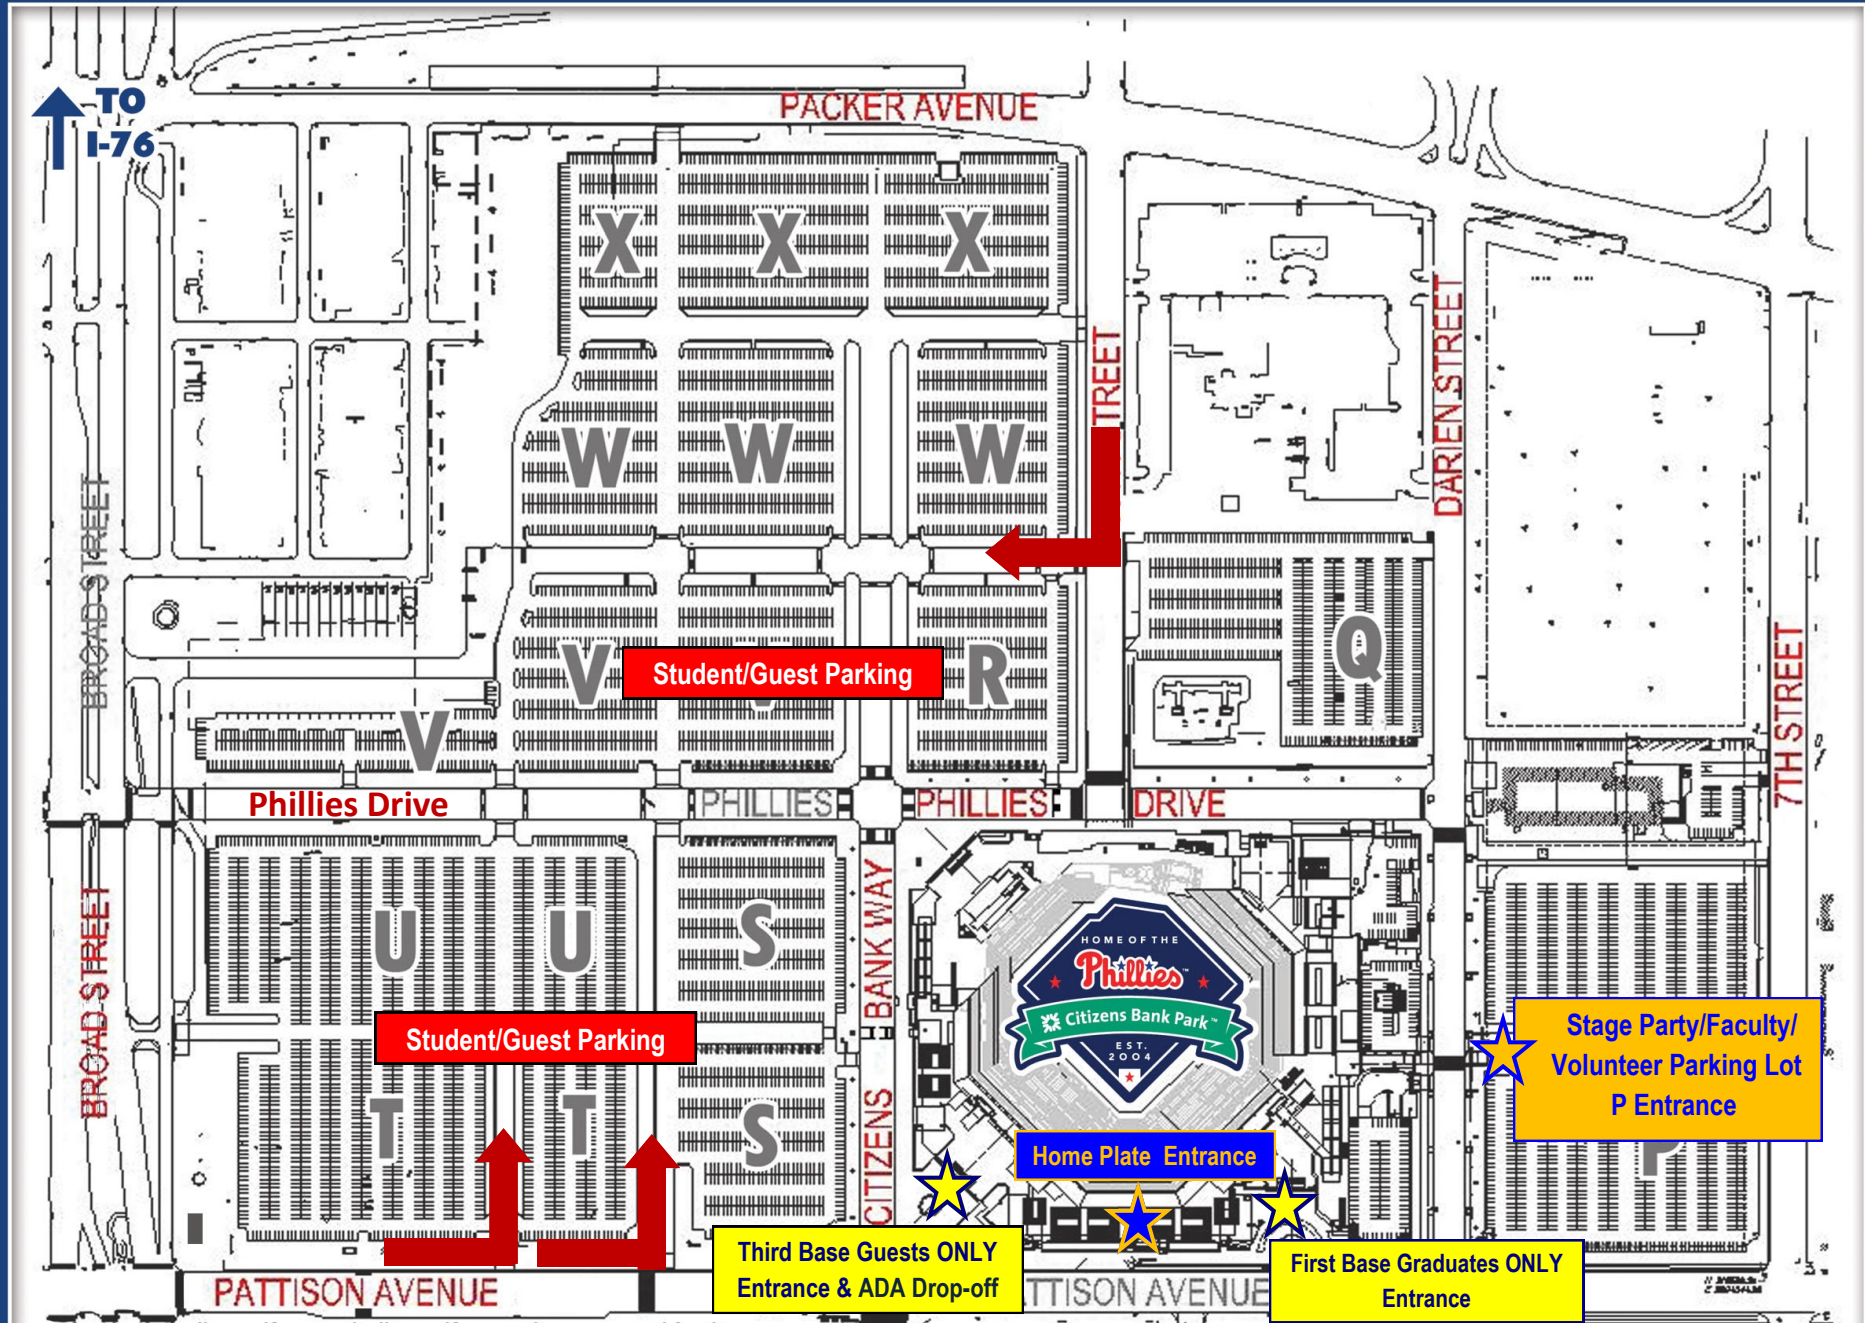 TO
I-76
PACKER AVENUE
X X X
TREET
DARIEN STREET
W W W
BROAD STREET
V
Student/Guest Parking
R
Q
V
7TH STREET
Phillies Drive
PHILLIES
PHILLIES
DRIVE
BROAD STREET
U U
S
CITIZENS BANK WAY
HOME OF THE
Phillies
Citizens Bank Park™
EST.
2004
Student/Guest Parking
Stage Party/Faculty/
Volunteer Parking Lot
P Entrance
P
T T
S
Home Plate Entrance
Third Base Guests ONLY
Entrance & ADA Drop-off
First Base Graduates ONLY
Entrance
PATTISON AVENUE
TTISON AVENUE